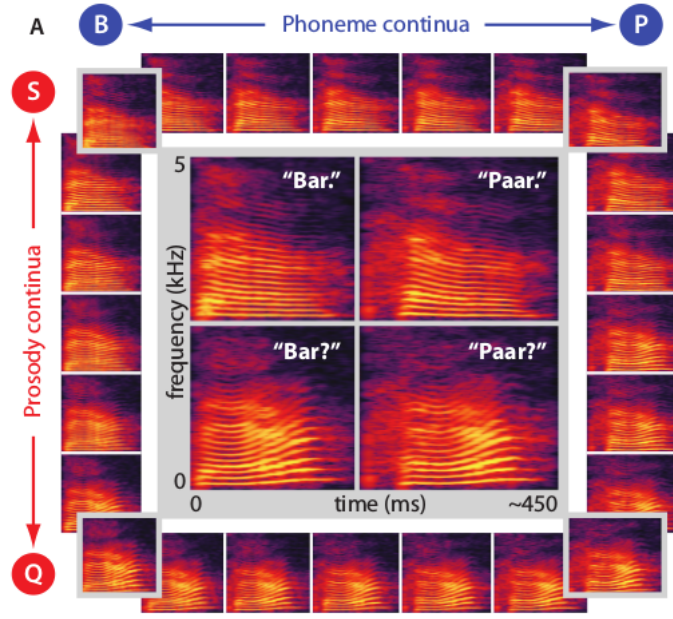 A
B
Phoneme continua
P
S
Prosody continua
Q
5
"Bar."
"Paar."
frequency (kHz)
"Bar?"
"Paar?"
0
0
time (ms)
~450